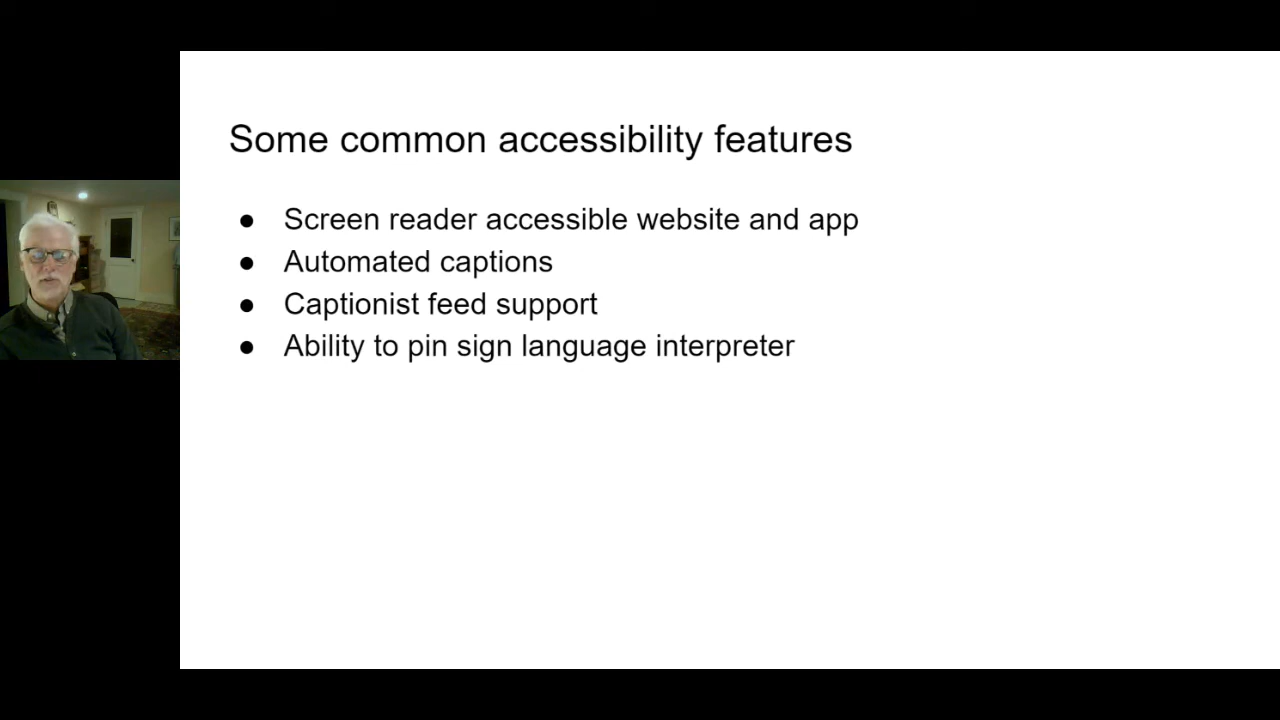 Some common accessibility features
● Screen reader accessible website and app
● Automated captions
● Captionist feed support
● Ability to pin sign language interpreter